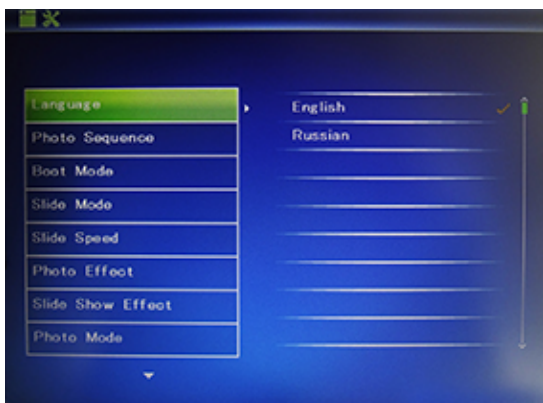 Language
Photo Sequence
Boot Mode
Slide Mode
Slide Speed
Photo Effect
Slide Show Effect
Photo Mode
English
Russian